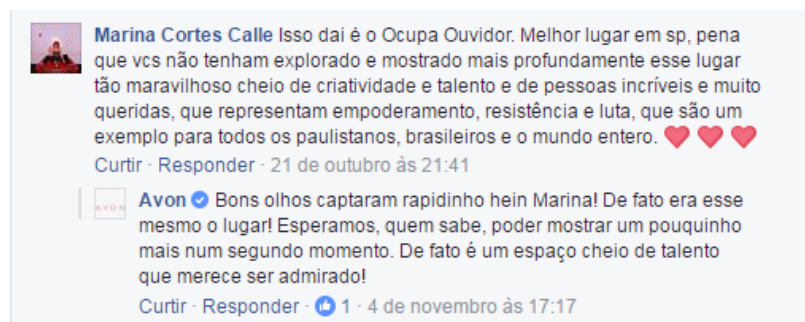 Marina Cortes Calle Isso dai é o Ocupa Ouvidor. Melhor lugar em sp, pena
que vcs não tenham explorado e mostrado mais profundamente esse lugar
tão maravilhoso cheio de criatividade e talento e de pessoas incríveis e muito
queridas, que representam empoderamento, resistência e luta, que são um
exemplo para todos os paulistanos, brasileiros e o mundo entero.
Curtir · Responder · 21 de outubro às 21:41
AVON
Avon Bons olhos captaram rapidinho hein Marina! De fato era esse
mesmo o lugar! Esperamos, quem sabe, poder mostrar um pouquinho
mais num segundo momento. De fato é um espaço cheio de talento
que merece ser admirado!
Curtir · Responder · 1 · 4 de novembro às 17:17